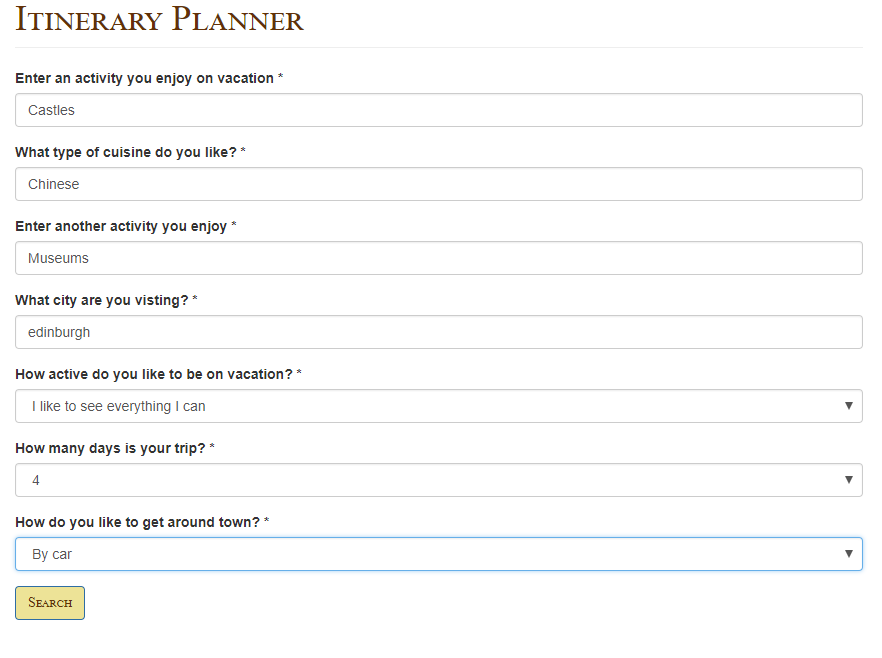 Itinerary Planner
Enter an activity you enjoy on vacation *
Castles
What type of cuisine do you like? *
Chinese
Enter another activity you enjoy *
Museums
What city are you visting? *
edinburgh
How active do you like to be on vacation? *
I like to see everything I can
How many days is your trip? *
4
How do you like to get around town? *
By car
Search